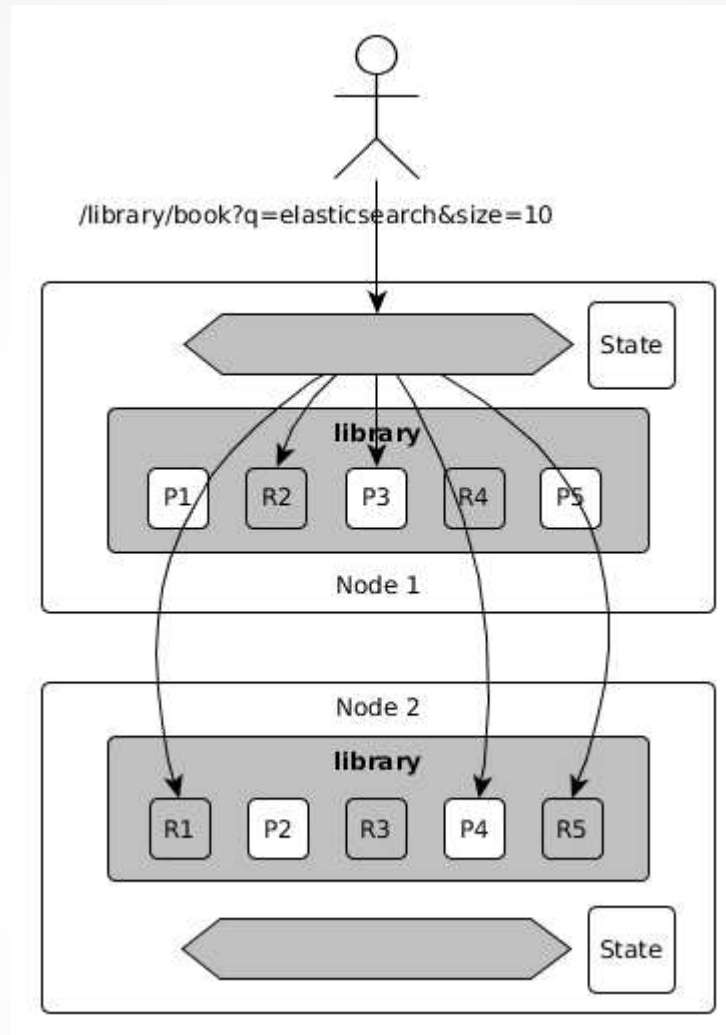 /library/book?q=elasticsearch&size=10
State
library
P1 R2 P3 R4 P5
Node 1
Node 2
library
R1 P2 R3 P4 R5
State